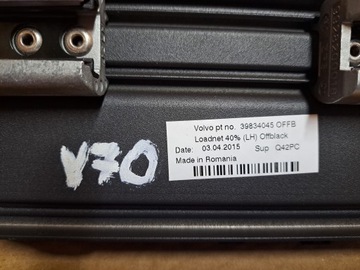 Volvo pt no. 39834045 OFFB
Loadnet 40% (LH) Offblack
Date: 03.04.2015 Sup Q42PC
Made in Romania
V70